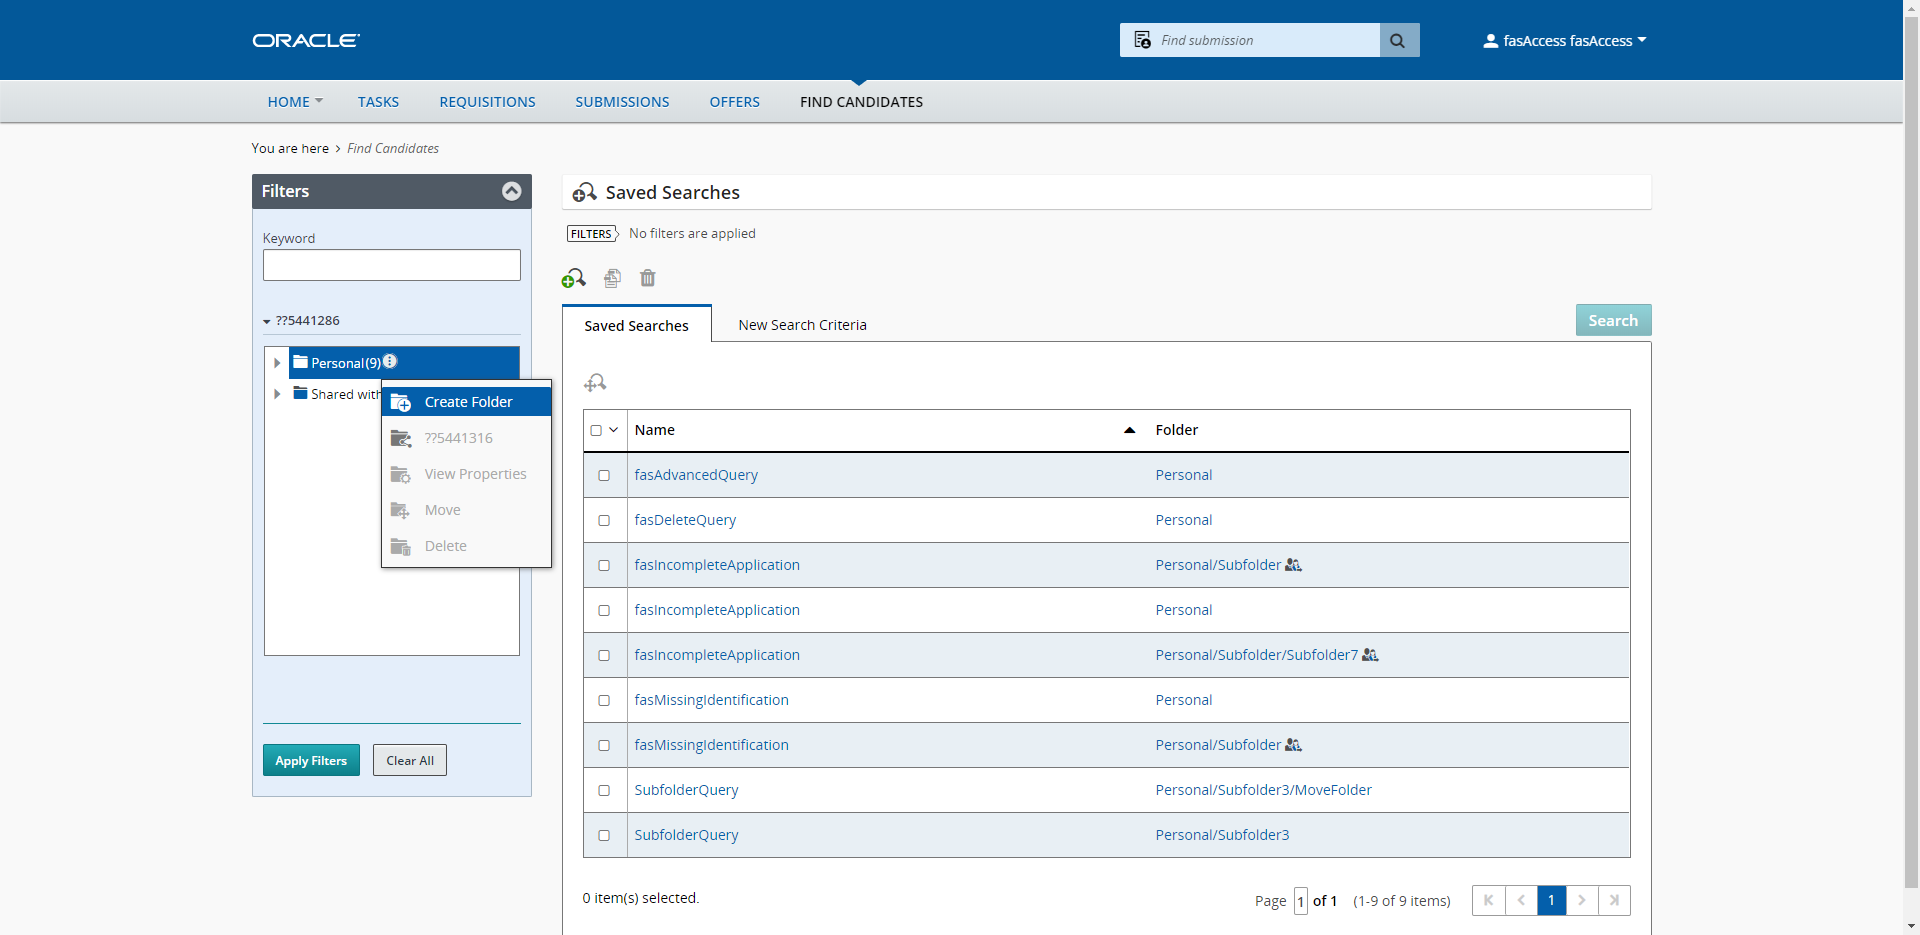 ORACLE
Find submission
fasAccess fasAccess
HOME
TASKS
REQUISITIONS
SUBMISSIONS
OFFERS
FIND CANDIDATES
You are here > Find Candidates
Filters
Keyword
??5441286
Personal(9)
Shared with
Create Folder
??5441316
View Properties
Move
Delete
Apply Filters
Clear All
Saved Searches
FILTERS
No filters are applied
Saved Searches
New Search Criteria
Search
Name
Folder
fasAdvancedQuery
Personal
fasDeleteQuery
Personal
fasIncompleteApplication
Personal/Subfolder
fasIncompleteApplication
Personal
fasIncompleteApplication
Personal/Subfolder/Subfolder7
fasMissingIdentification
Personal
fasMissingIdentification
Personal/Subfolder
SubfolderQuery
Personal/Subfolder3/MoveFolder
SubfolderQuery
Personal/Subfolder3
0 item(s) selected.
Page 1 of 1 (1-9 of 9 items)
1